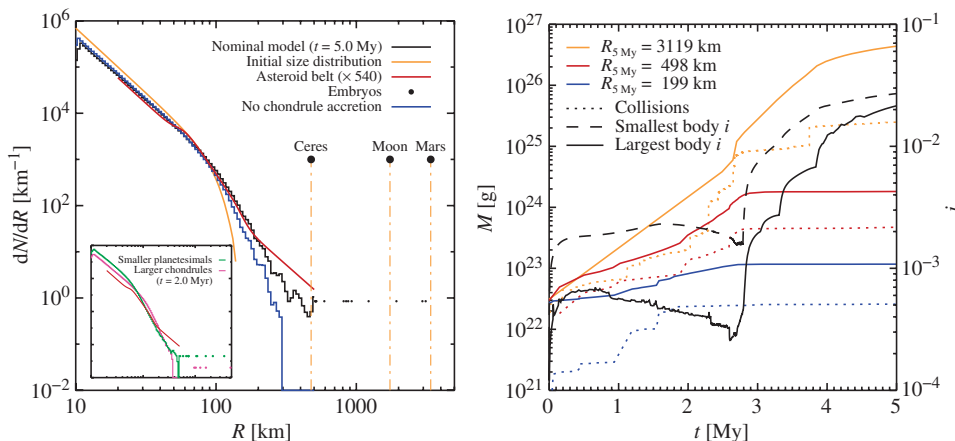 10^6
10^4
10^2
10^0
10^−2
dN/dR [km^−1]
Nominal model (t = 5.0 My)
Initial size distribution
Asteroid belt (× 540)
Embryos
No chondrule accretion
Ceres
Moon
Mars
Smaller planetesimals
Larger chondrules
(t = 2.0 Myr)
10
100
1000
R [km]
10^27
10^26
10^25
10^24
10^23
10^22
10^21
M [g]
R_5 My = 3119 km
R_5 My = 498 km
R_5 My = 199 km
Collisions
Smallest body i
Largest body i
10^−1
10^−2
10^−3
10^−4
i
0
1
2
3
4
5
t [My]